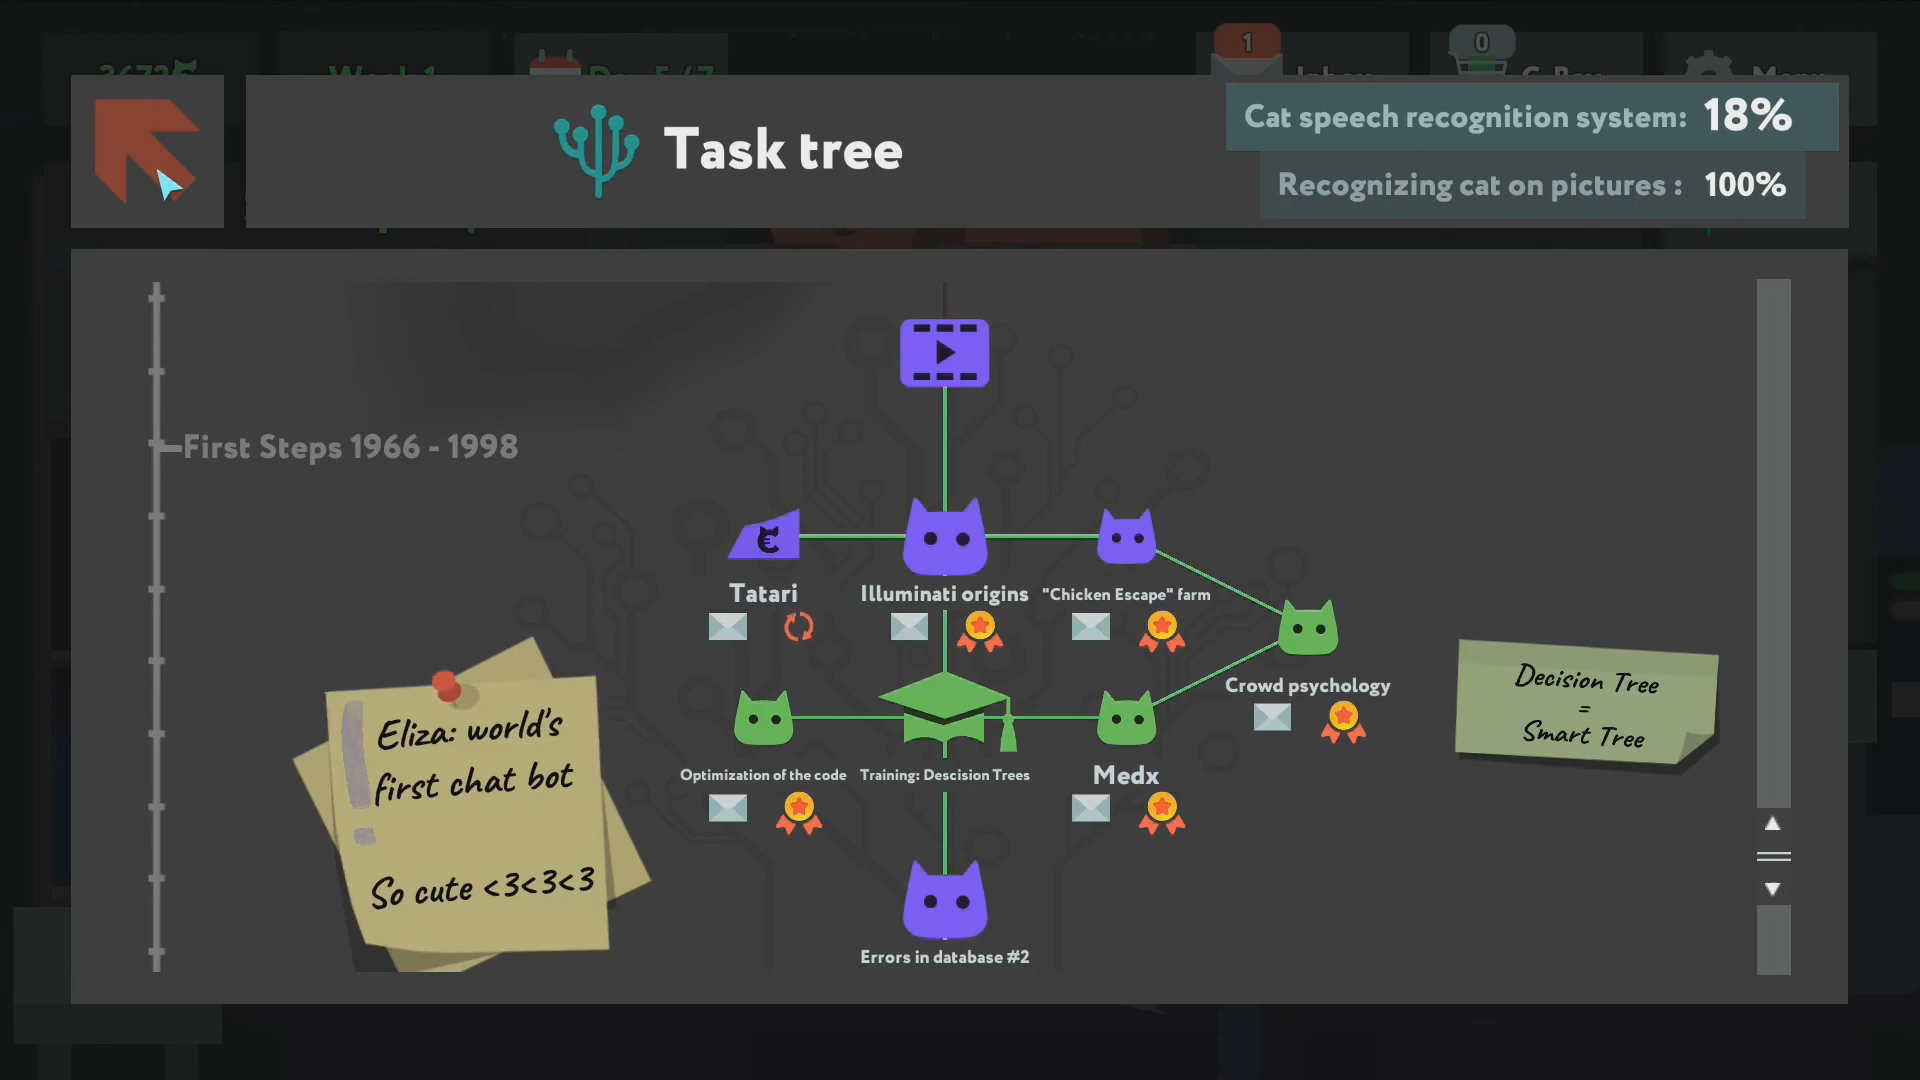 1
0
Task tree
Cat speech recognition system: 18%
Recognizing cat on pictures : 100%
First Steps 1966 - 1998
Tatari
Illuminati origins
"Chicken Escape" farm
Crowd psychology
Optimization of the code
Training: Descision Trees
Medx
Errors in database #2
Eliza: world's
first chat bot
So cute <3<3<3
Decision Tree
=
Smart Tree